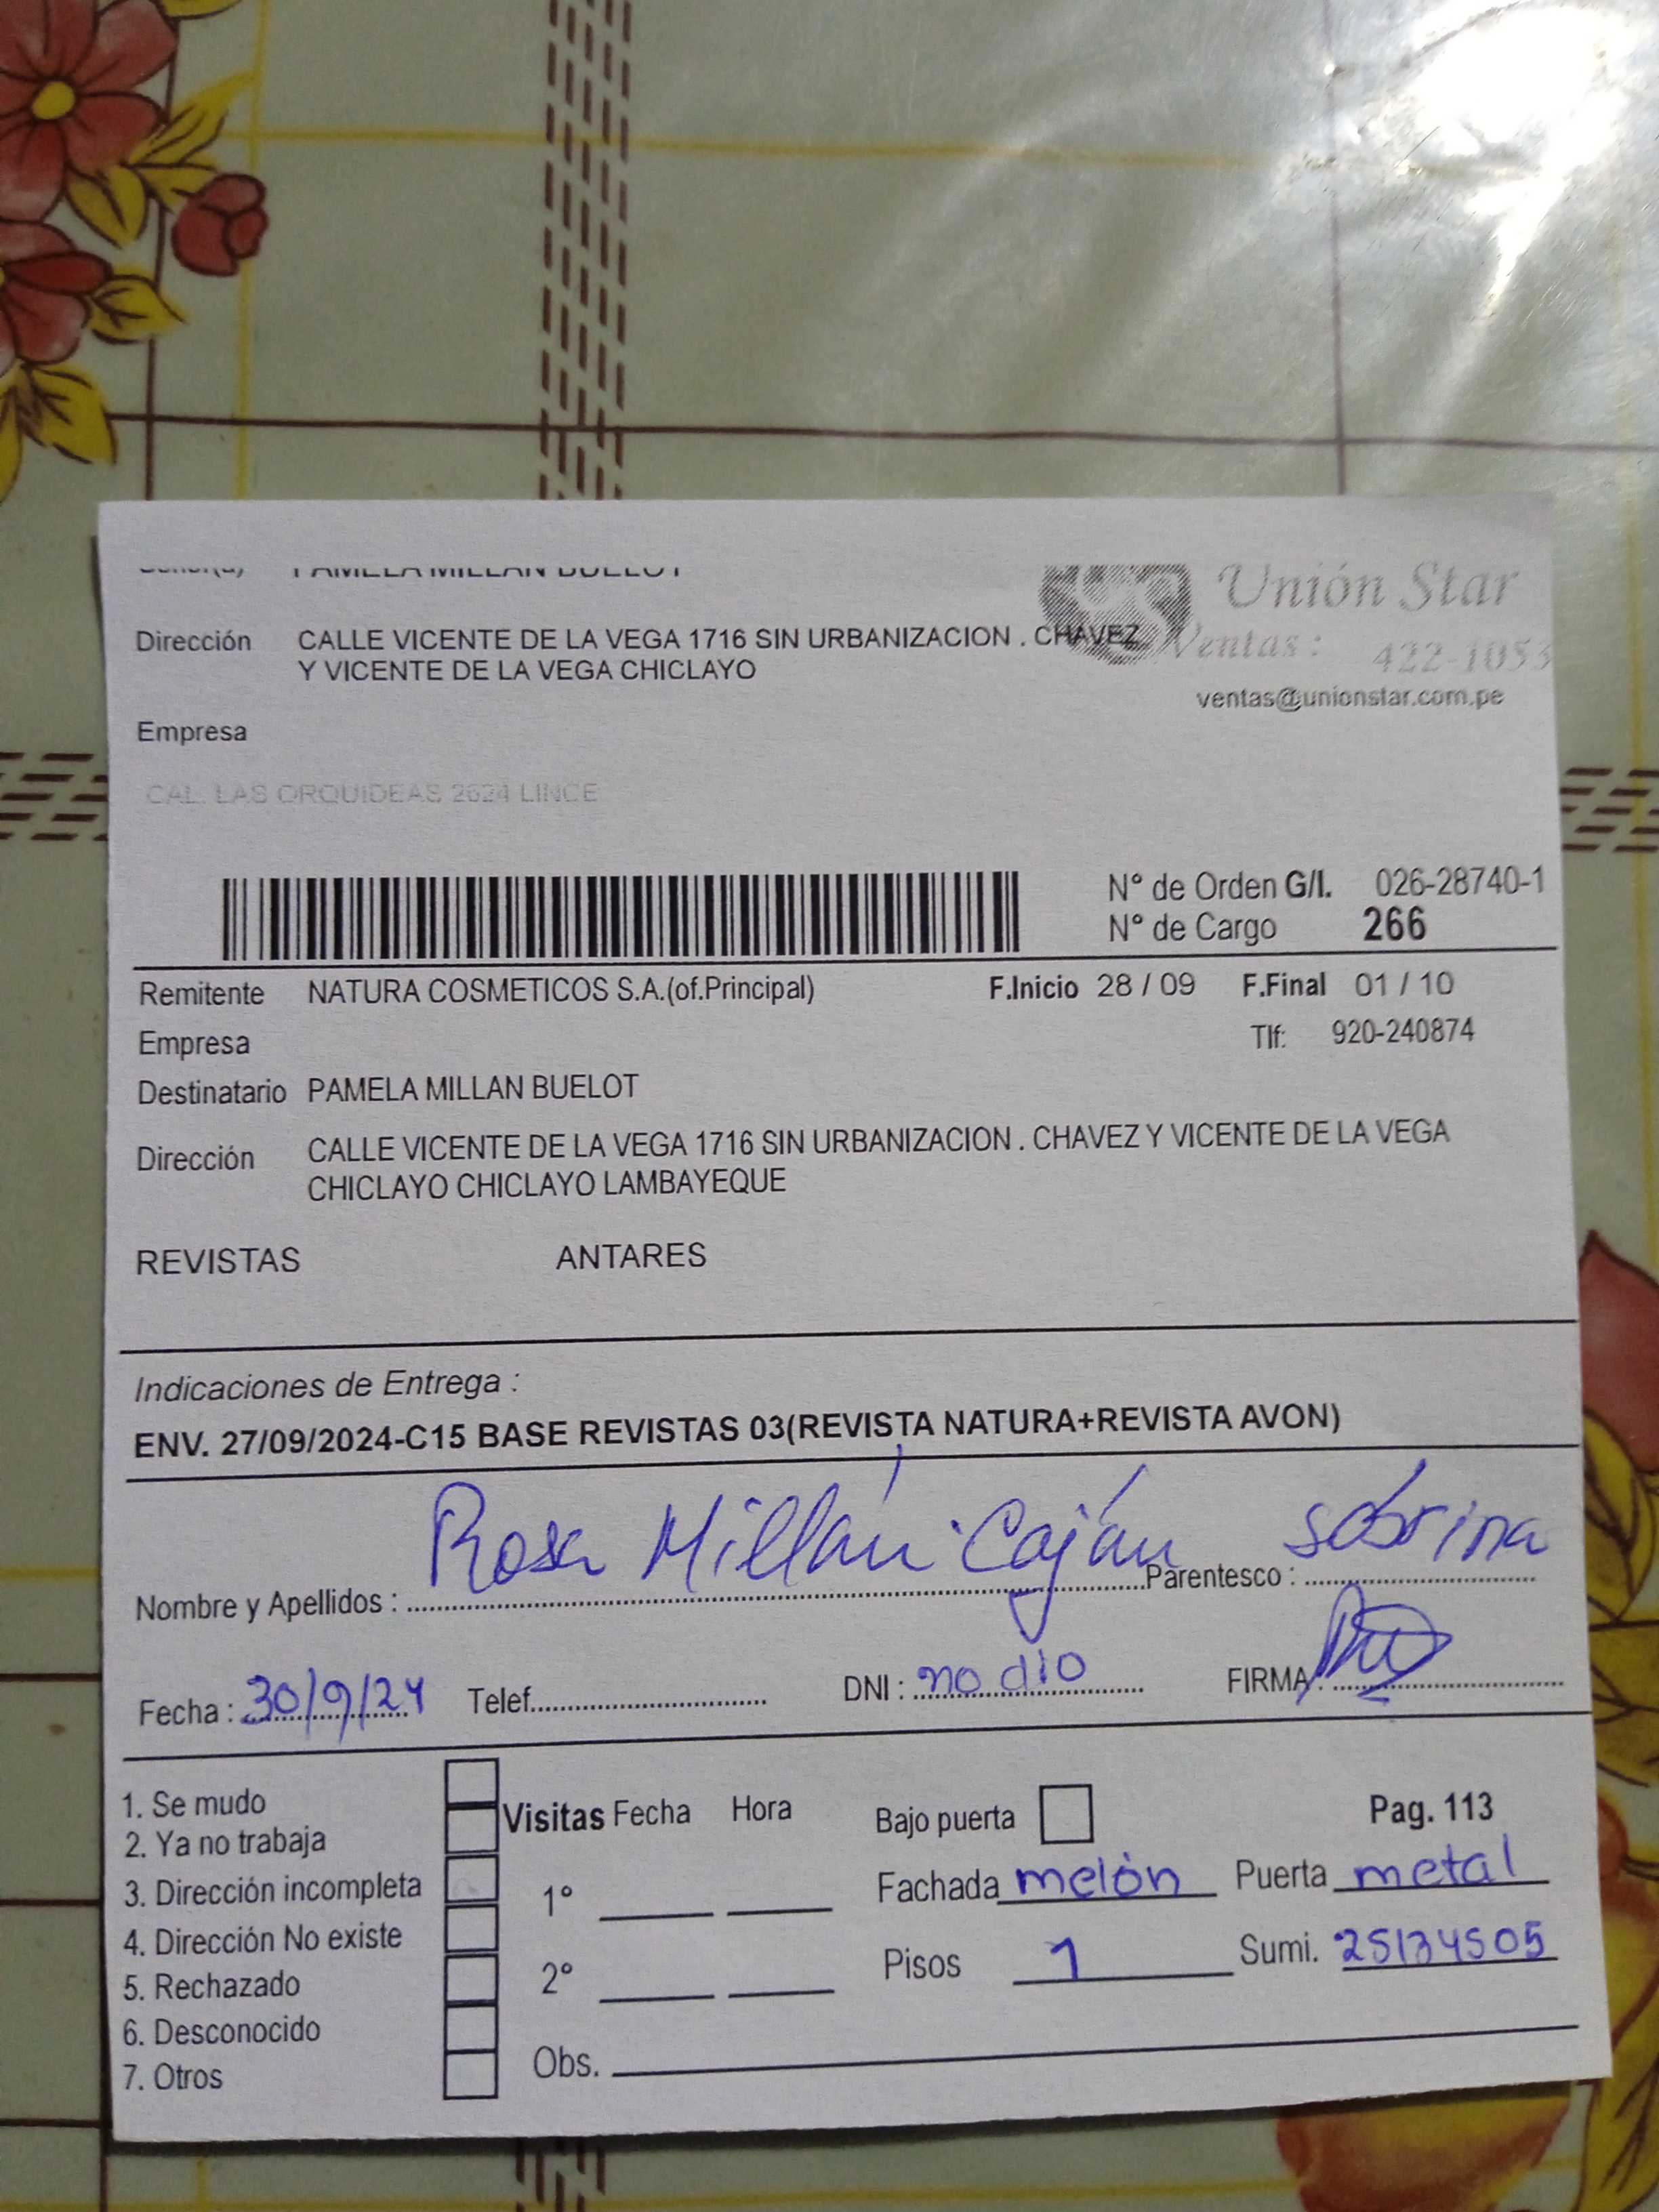 Señor(a) PAMELA MILLAN BUELOT
Unión Star
Dirección CALLE VICENTE DE LA VEGA 1716 SIN URBANIZACION . CHAVEZ
Y VICENTE DE LA VEGA CHICLAYO
Ventas : 422-1053
ventas@unionstar.com.pe
Empresa
CAL. LAS ORQUIDEAS 2624 LINCE
N° de Orden G/I. 026-28740-1
N° de Cargo 266
Remitente NATURA COSMETICOS S.A.(of.Principal) F.Inicio 28 / 09 F.Final 01 / 10
Empresa Tlf: 920-240874
Destinatario PAMELA MILLAN BUELOT
Dirección CALLE VICENTE DE LA VEGA 1716 SIN URBANIZACION . CHAVEZ Y VICENTE DE LA VEGA
CHICLAYO CHICLAYO LAMBAYEQUE
REVISTAS ANTARES
Indicaciones de Entrega :
ENV. 27/09/2024-C15 BASE REVISTAS 03(REVISTA NATURA+REVISTA AVON)
Nombre y Apellidos : Rosa Millán Caján Parentesco : sobrina
Fecha : 30/9/24 Telef. DNI : no dio FIRMA :
1. Se mudo
2. Ya no trabaja
3. Dirección incompleta
4. Dirección No existe
5. Rechazado
6. Desconocido
7. Otros
Visitas Fecha Hora
1°
2°
Obs.
Bajo puerta Pag. 113
Fachada melón Puerta metal
Pisos 1 Sumi. 25134505